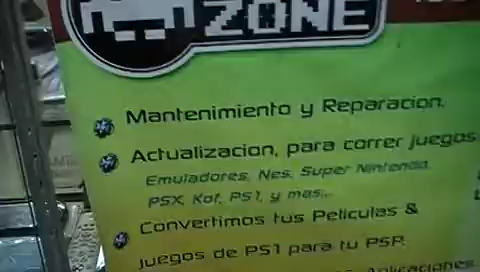 ZONE
Mantenimiento y Reparacion.
Actualizacion, para correr juegos
Emuladores, Nes, Super Nintendo,
PSX, Kof, PS1, y mas...
Convertimos tus Peliculas &
juegos de PS1 para tu PSP.
Aplicaciones